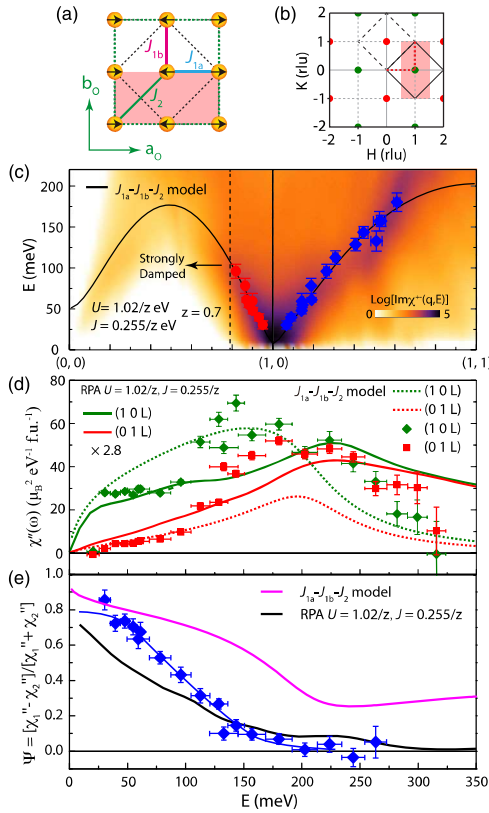 (a)
J1b
J1a
J2
bO
aO
(b)
2
1
0
-1
-2
K (rlu)
-2 -1 0 1 2
H (rlu)
(c)
200
150
100
50
0
E (meV)
J1a-J1b-J2 model
Strongly
Damped
U= 1.02/z eV
J = 0.255/z eV
z = 0.7
Log[Imχ+-(q,E)]
0 5
(0, 0) (1, 0) (1, 1)
(d)
80
60
40
20
0
χ′′(ω) (μB2 eV-1 f.u-1)
RPA U = 1.02/z, J = 0.255/z
(1 0 L)
(0 1 L)
× 2.8
J1a-J1b-J2 model
(1 0 L)
(0 1 L)
(1 0 L)
(0 1 L)
(e)
1.0
0.8
0.6
0.4
0.2
0.0
Ψ = [χ1′′- χ2′′]/[χ1′′+ χ2′′]
J1a-J1b-J2 model
RPA U = 1.02/z, J = 0.255/z
0 50 100 150 200 250 300 350
E (meV)